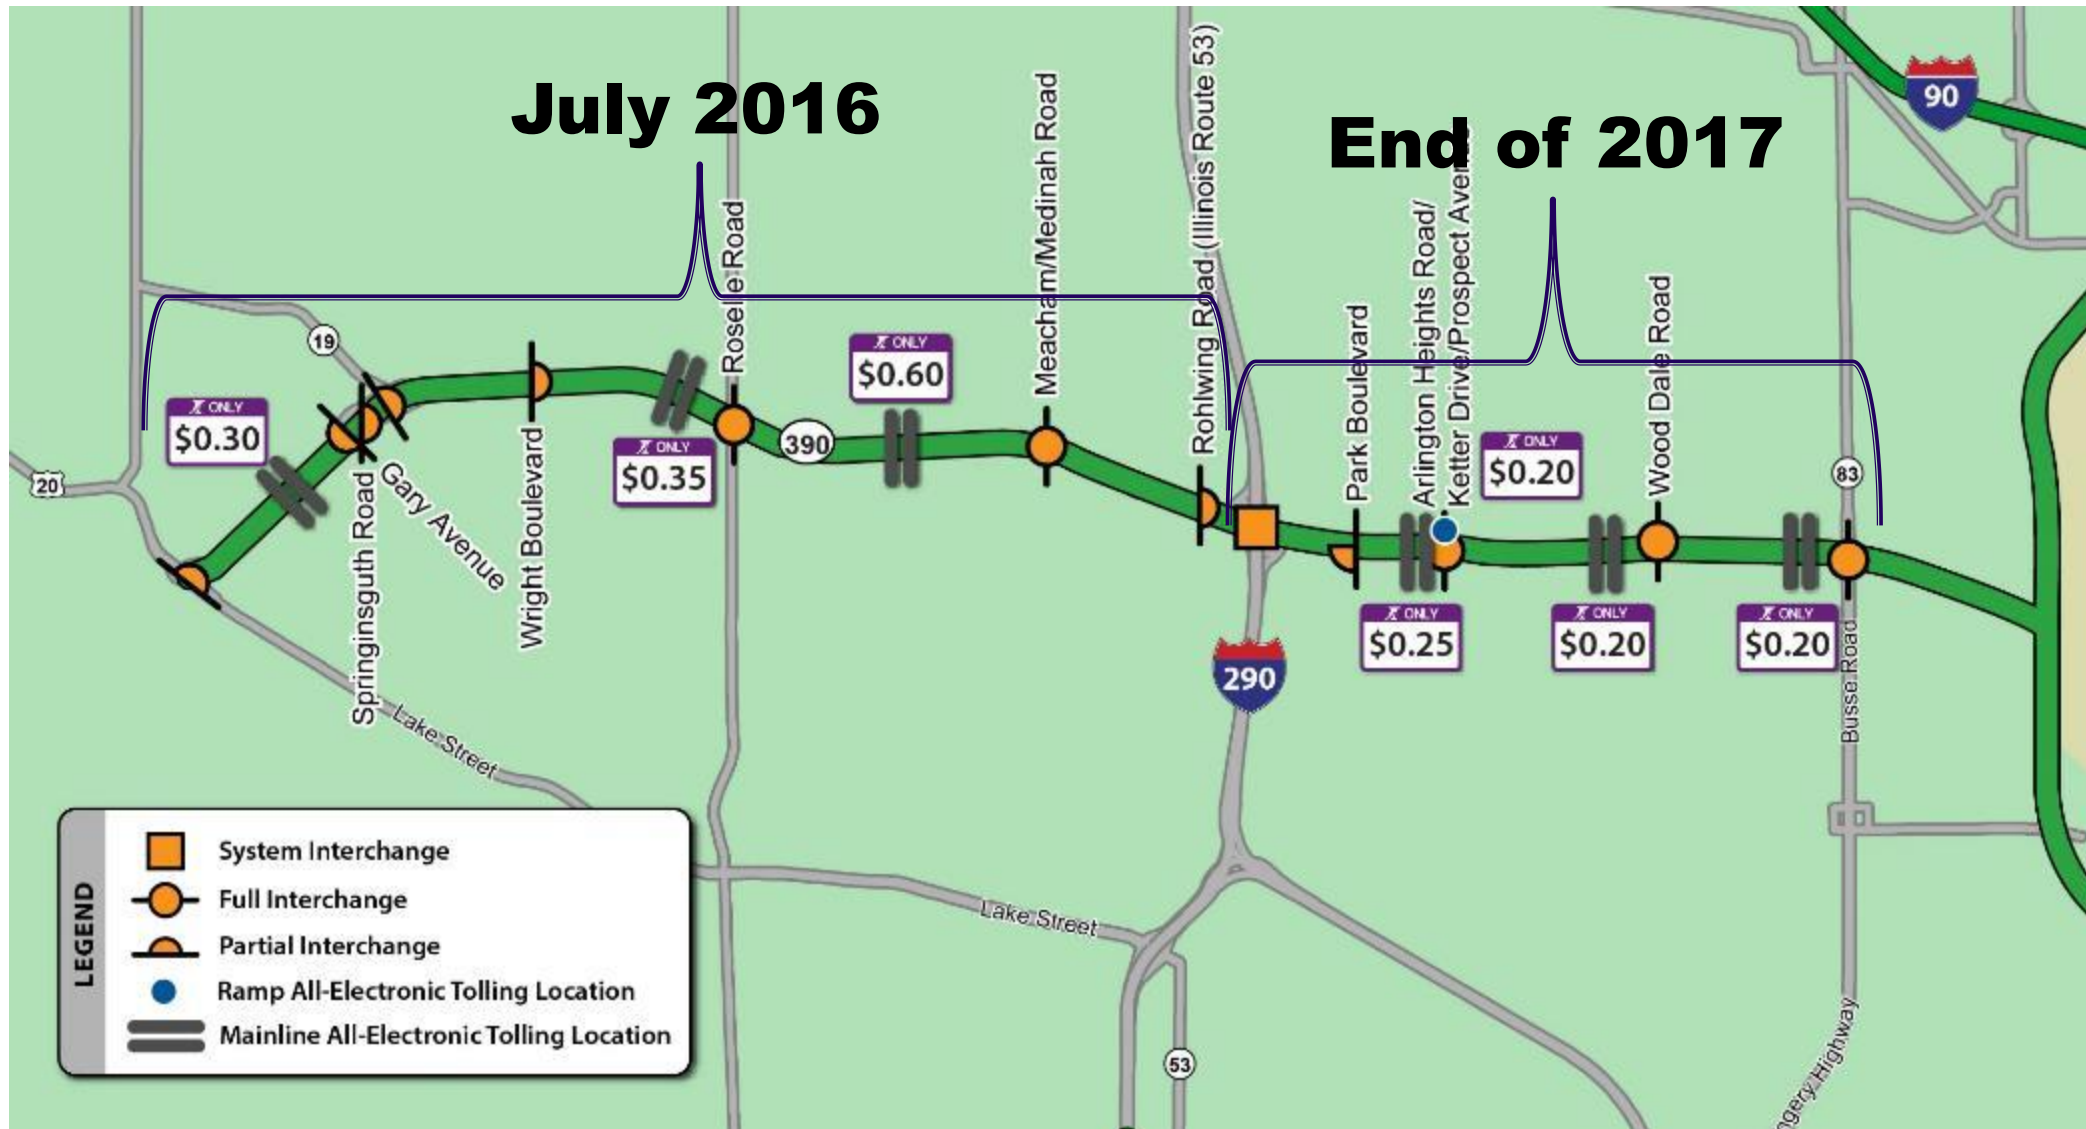 July 2016
End of 2017
90
Roselle Road
Meacham/Medinah Road
Rohlwing Road (Illinois Route 53)
Park Boulevard
Arlington Heights Road/
Ketter Drive/Prospect
Wood Dale Road
19
ONLY
$0.30
ONLY
$0.35
ONLY
$0.60
390
ONLY
$0.20
83
20
Springinsguth Road
Gary Avenue
Wright Boulevard
ONLY
$0.25
ONLY
$0.20
ONLY
$0.20
290
Busse Road
Lake Street
LEGEND
System Interchange
Full Interchange
Partial Interchange
Ramp All-Electronic Tolling Location
Mainline All-Electronic Tolling Location
Lake Street
53
Highway